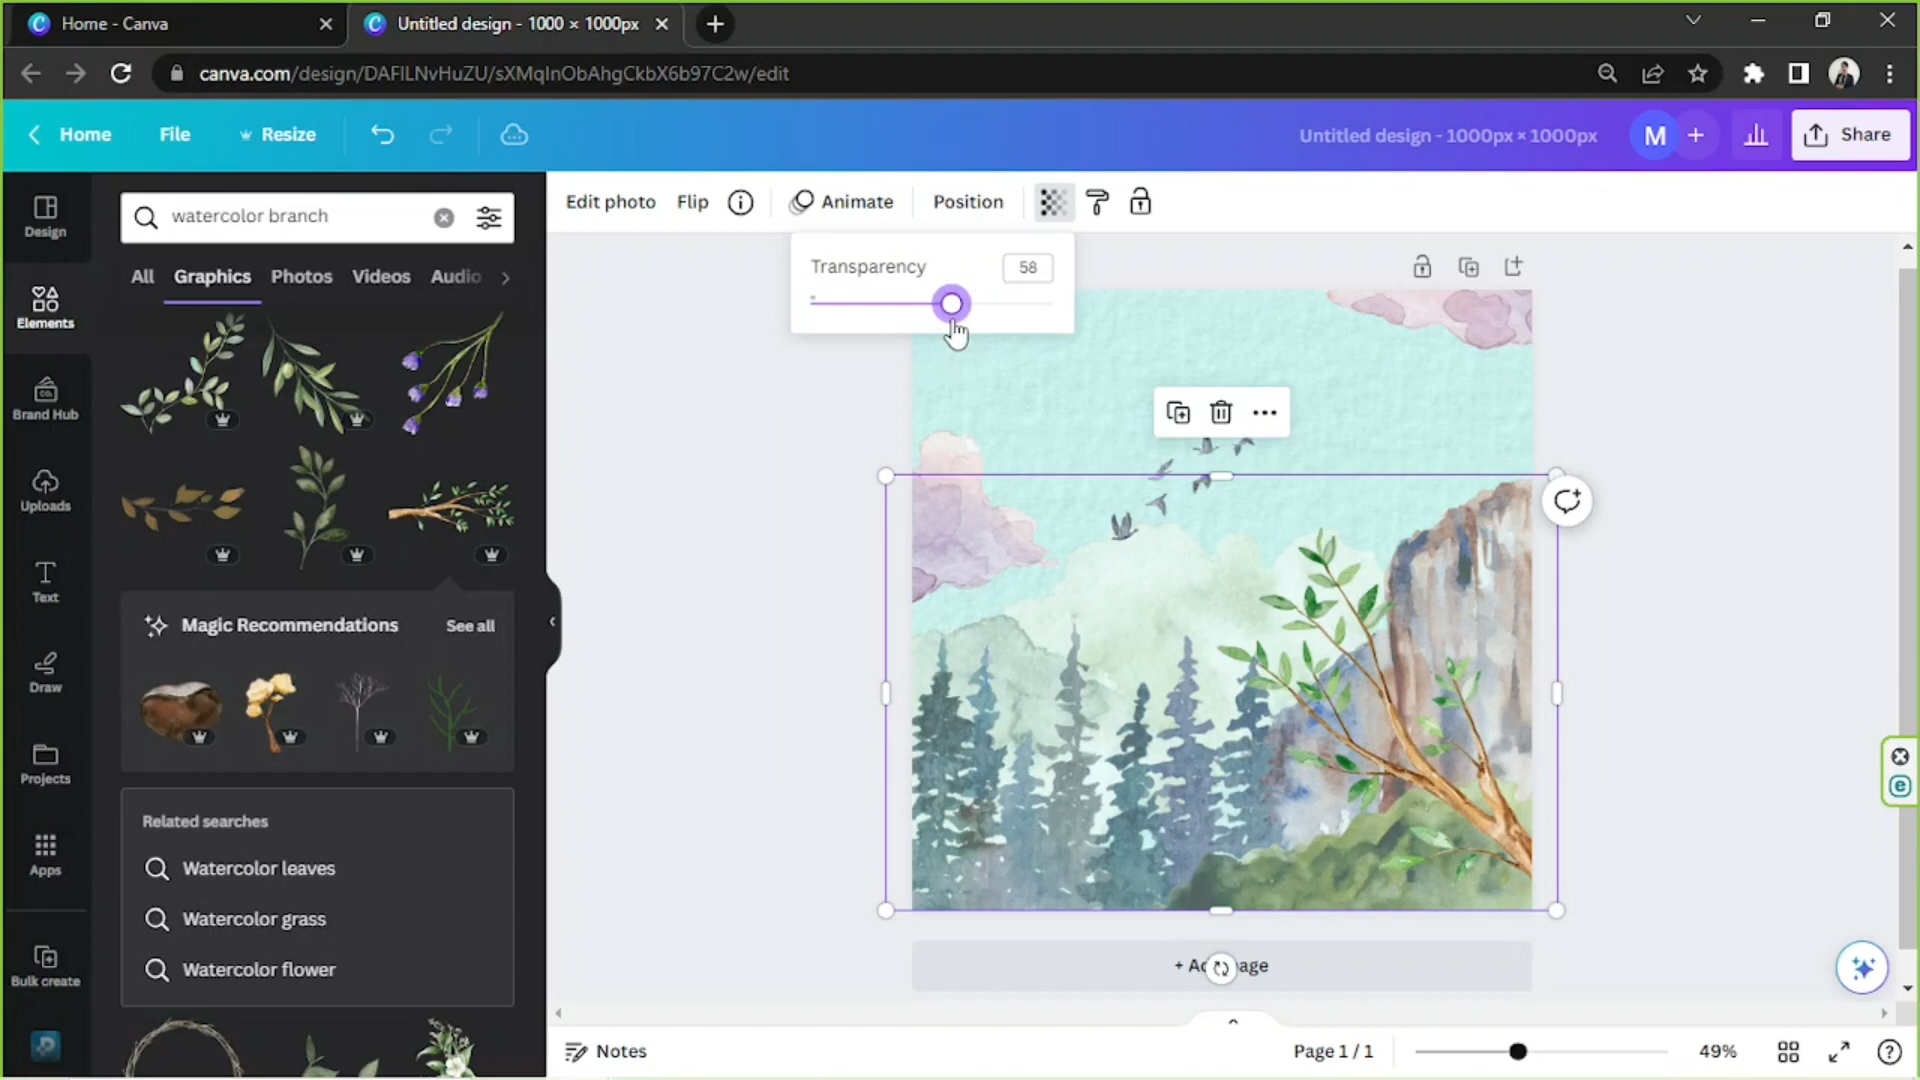 Home - Canva
Untitled design - 1000 × 1000px
canva.com/design/DAFILNvHuZU/sXMqInObAhgCkbX6b97C2w/edit
Home
File
Resize
Untitled design - 1000px × 1000px
M
Share
Design
Elements
Brand Hub
Uploads
Text
Draw
Projects
Apps
Bulk create
watercolor branch
All
Graphics
Photos
Videos
Audio
Magic Recommendations
See all
Related searches
Watercolor leaves
Watercolor grass
Watercolor flower
Edit photo
Flip
Animate
Position
Transparency
58
Notes
Page 1 / 1
49%